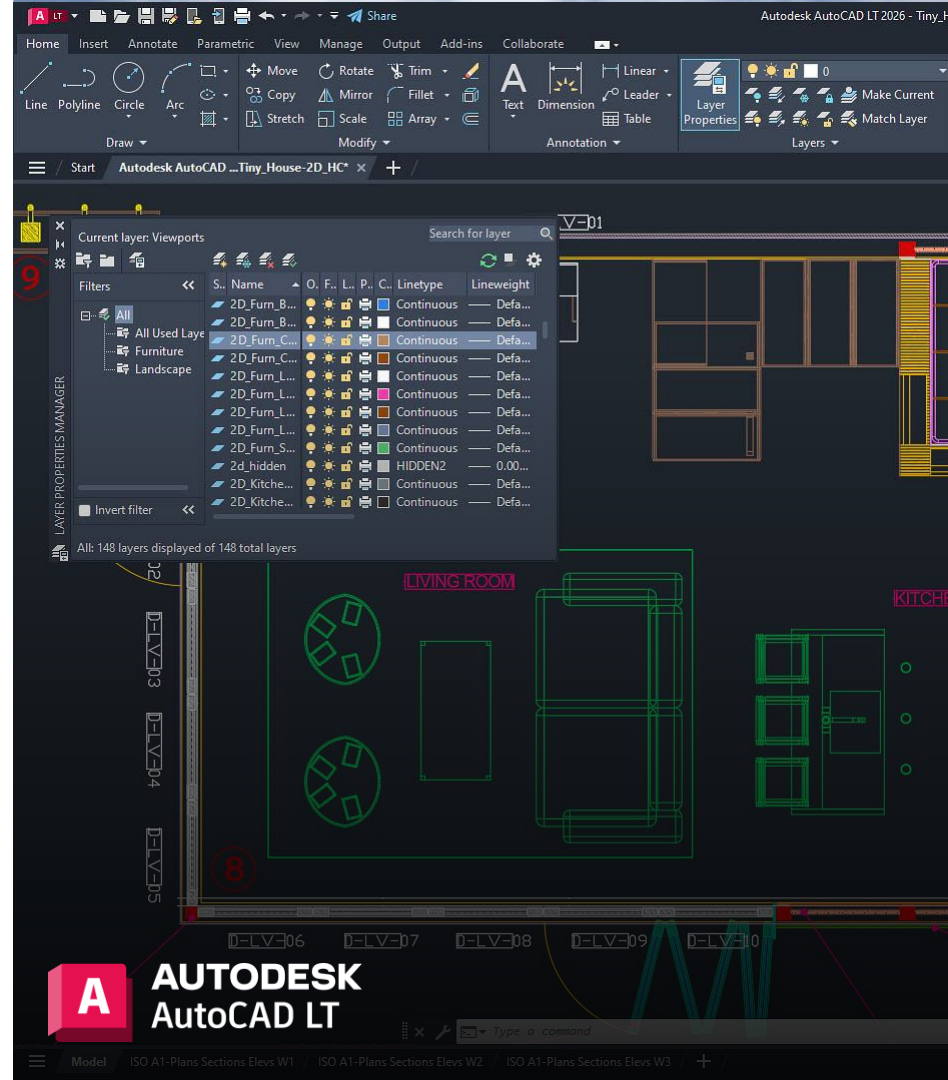 A LT Share Autodesk AutoCAD LT 2026 - Tiny_H
Home Insert Annotate Parametric View Manage Output Add-ins Collaborate
Line Polyline Circle Arc
Move Rotate Trim
Copy Mirror Fillet
Stretch Scale Array
Text Dimension
Linear
Leader
Table
Layer Properties
0
Make Current
Match Layer
Draw Modify Annotation Layers
Start Autodesk AutoCAD ...Tiny_House-2D_HC*
V-01
9
Current layer: Viewports Search for layer
Filters S.. Name O. F.. L.. P.. C.. Linetype Lineweight
All
All Used Laye
Furniture
Landscape
2D_Furn_B... Continuous Defa...
2D_Furn_B... Continuous Defa...
2D_Furn_C... Continuous Defa...
2D_Furn_C... Continuous Defa...
2D_Furn_L... Continuous Defa...
2D_Furn_L... Continuous Defa...
2D_Furn_L... Continuous Defa...
2D_Furn_L... Continuous Defa...
2D_Furn_S... Continuous Defa...
2d_hidden HIDDEN2 0.00...
2D_Kitche... Continuous Defa...
2D_Kitche... Continuous Defa...
Invert filter
LAYER PROPERTIES MANAGER
All: 148 layers displayed of 148 total layers
02
LIVING ROOM
KITCHE
D-LV-03
D-LV-04
D-LV-05
8
D-LV-06 D-LV-07 D-LV-08 D-LV-09 D-LV-10
A AUTODESK
AutoCAD LT
Type a command
Model ISO A1-Plans Sections Elevs W1 ISO A1-Plans Sections Elevs W2 ISO A1-Plans Sections Elevs W3